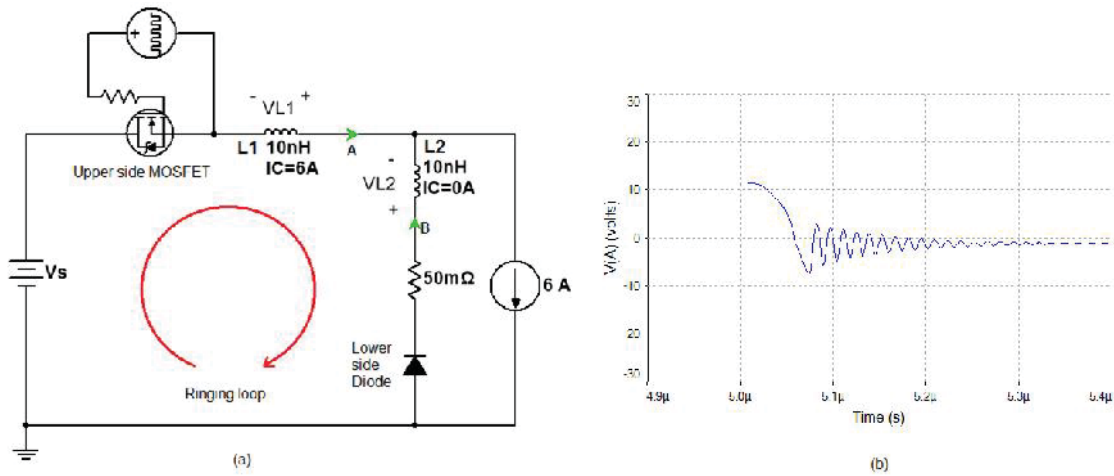 +
- VL1 +
L1 10nH
IC=6A
A
Upper side MOSFET
L2
10nH
IC=0A
-
VL2
+
B
Vs
50mΩ
6 A
Lower
side
Diode
Ringing loop
(a)
V(A) (volts)
30
20
10
0
-10
20
-30
4.9µ
5.0µ
5.1µ
5.2µ
5.3µ
5.4µ
Time (s)
(b)